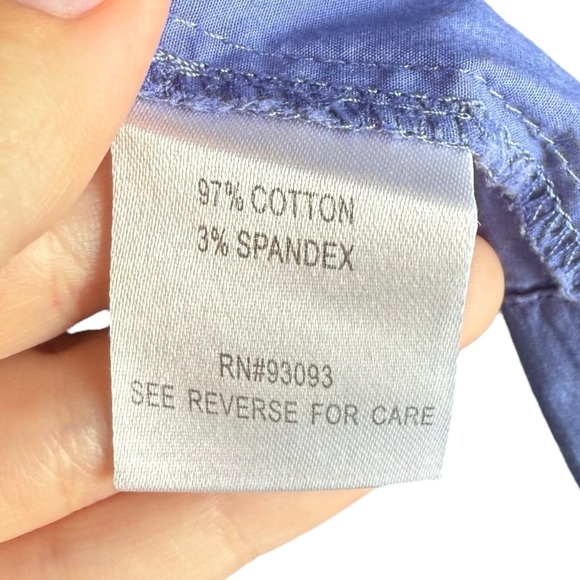 97% COTTON
3% SPANDEX
RN#93093
SEE REVERSE FOR CARE